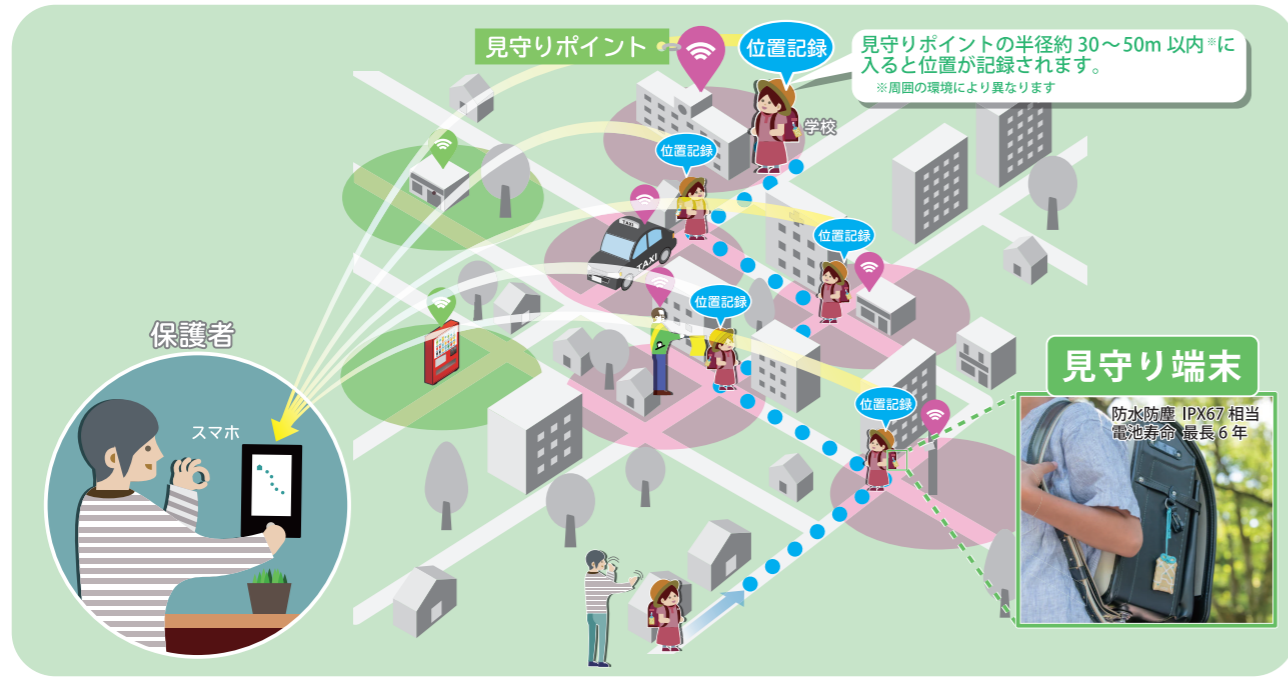 見守りポイント
位置記録
見守りポイントの半径約 30〜50m 以内※に
入ると位置が記録されます。
※周囲の環境により異なります
学校
位置記録
TAXI
TAXI
位置記録
位置記録
保護者
スマホ
位置記録
見守り端末
防水防塵 IPX67 相当
電池寿命 最長 6 年